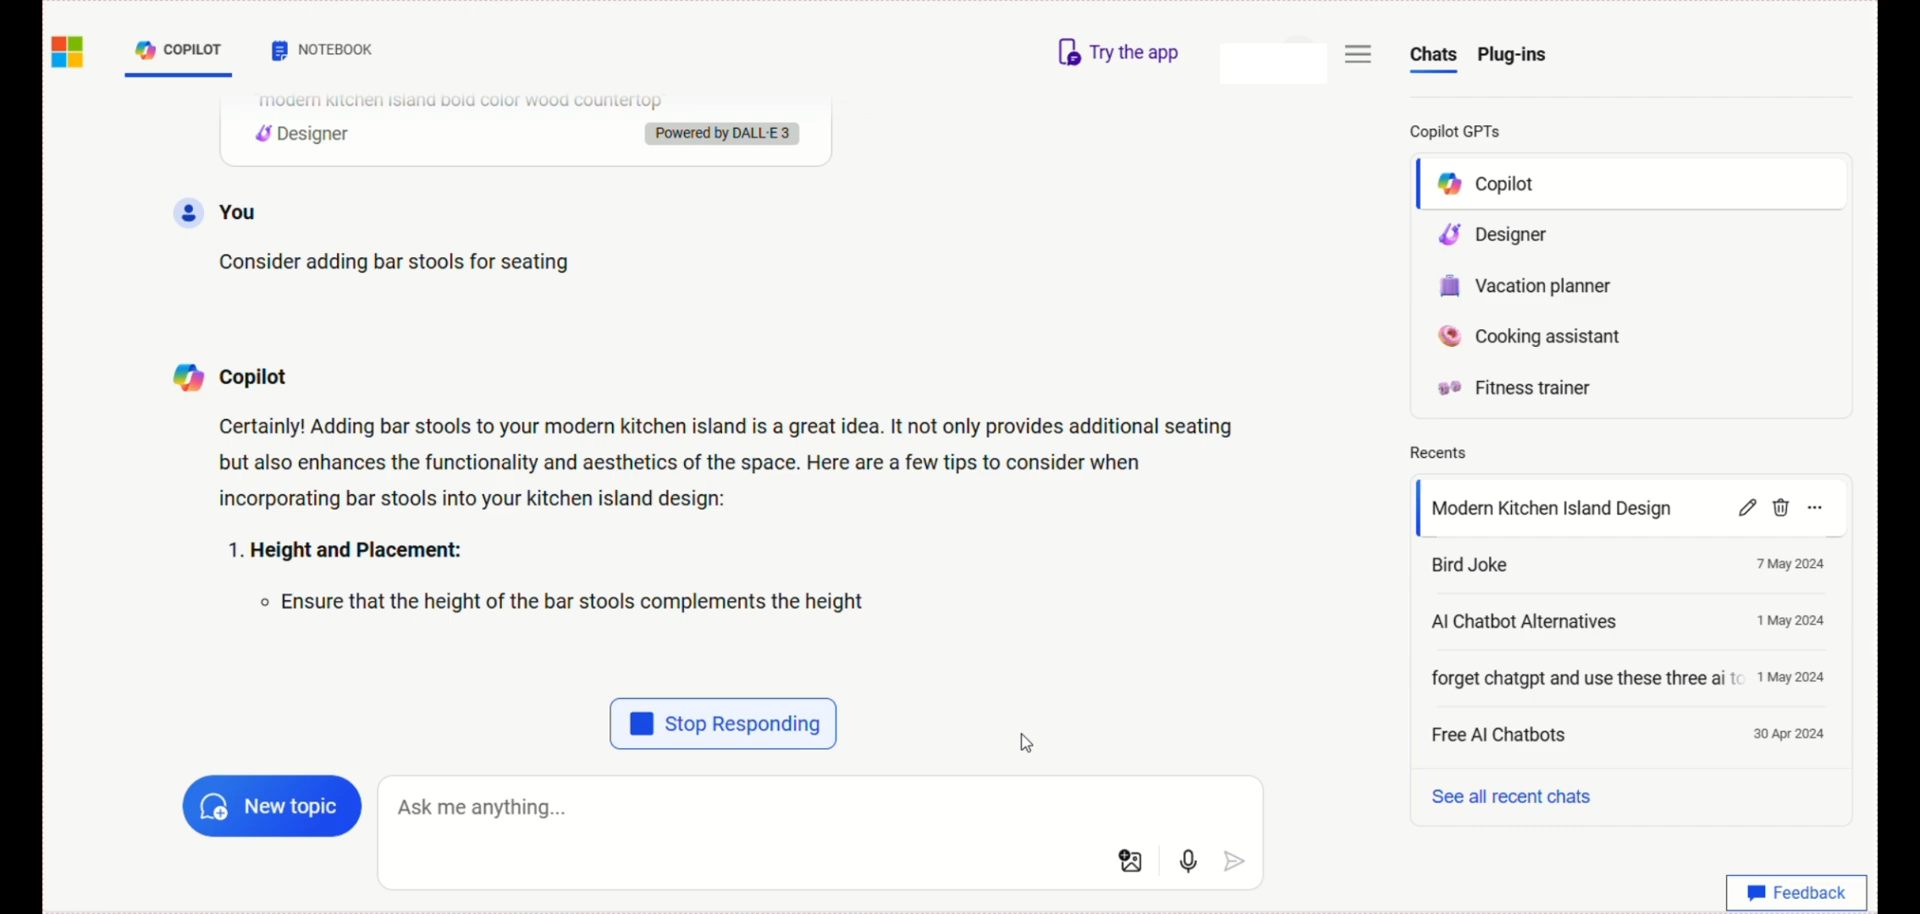 COPILOT
NOTEBOOK
Try the app
Chats Plug-ins
"modern kitchen island bold color wood countertop"
Designer
Powered by DALL·E 3
You
Consider adding bar stools for seating
Copilot
Certainly! Adding bar stools to your modern kitchen island is a great idea. It not only provides additional seating
but also enhances the functionality and aesthetics of the space. Here are a few tips to consider when
incorporating bar stools into your kitchen island design:
1. Height and Placement:
Ensure that the height of the bar stools complements the height
Stop Responding
New topic
Ask me anything...
Copilot GPTs
Copilot
Designer
Vacation planner
Cooking assistant
Fitness trainer
Recents
Modern Kitchen Island Design
Bird Joke 7 May 2024
AI Chatbot Alternatives 1 May 2024
forget chatgpt and use these three ai to 1 May 2024
Free AI Chatbots 30 Apr 2024
See all recent chats
Feedback